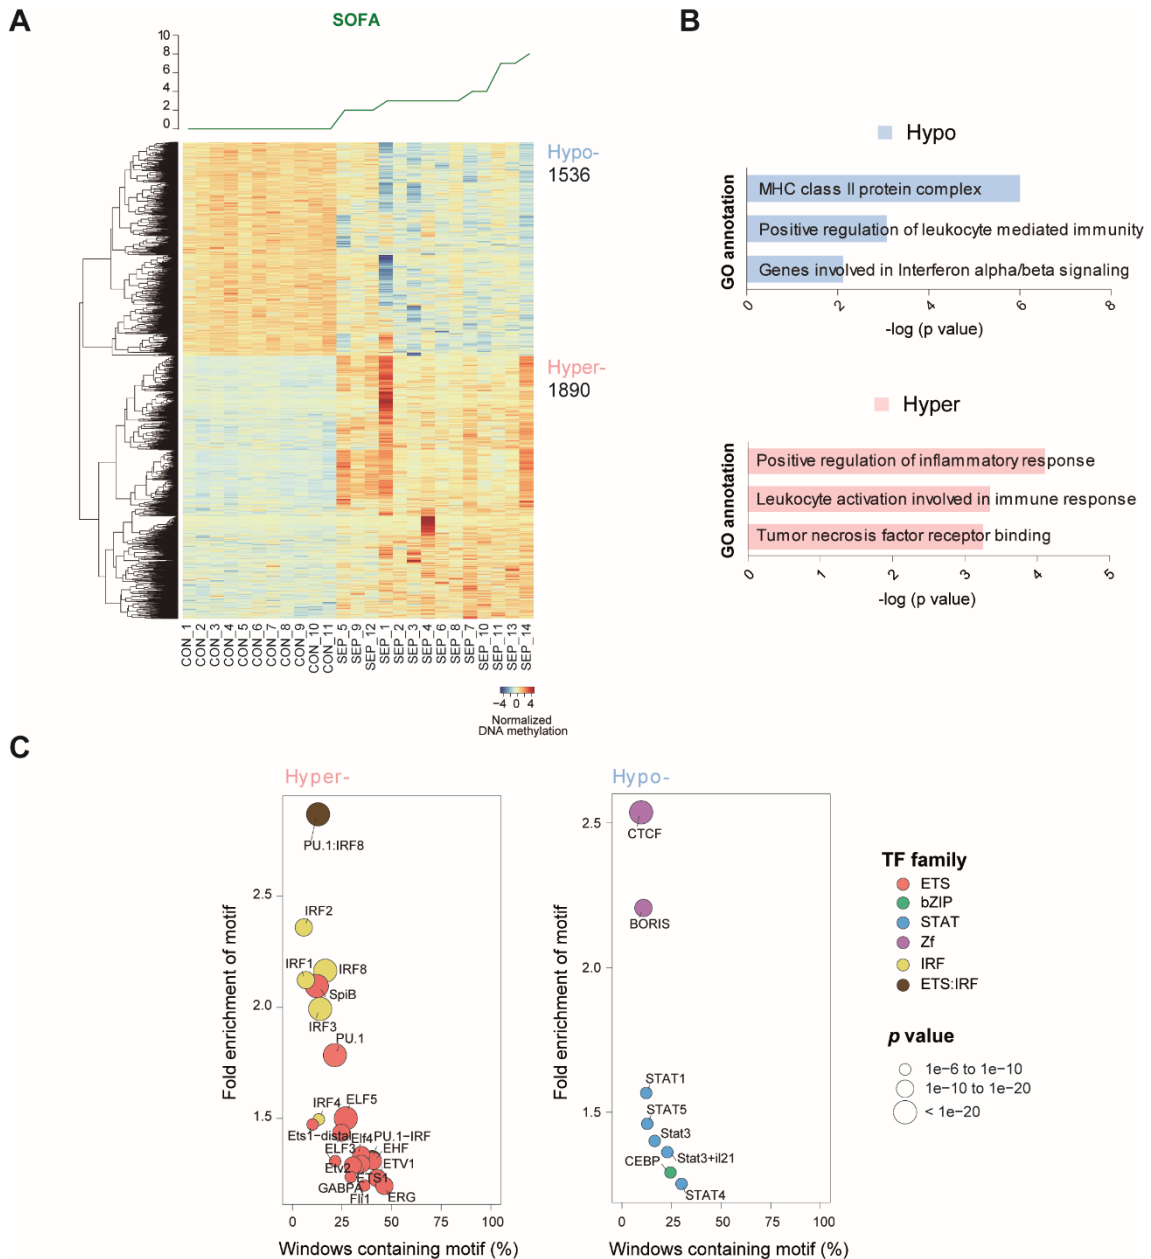 A
SOFA
10
8
6
4
2
0
Hypo-
1536
Hyper-
1890
CON_1
CON_2
CON_3
CON_4
CON_5
CON_6
CON_7
CON_8
CON_9
CON_10
CON_11
SEP_5
SEP_9
SEP_12
SEP_1
SEP_2
SEP_3
SEP_4
SEP_6
SEP_8
SEP_7
SEP_10
SEP_11
SEP_13
SEP_14
−4 0 4
Normalized
DNA methylation
B
Hypo
GO annotation
MHC class II protein complex
Positive regulation of leukocyte mediated immunity
Genes involved in Interferon alpha/beta signaling
0 2 4 6 8
-log (p value)
Hyper
GO annotation
Positive regulation of inflammatory response
Leukocyte activation involved in immune response
Tumor necrosis factor receptor binding
0 1 2 3 4 5
-log (p value)
C
Hyper-
Fold enrichment of motif
2.5
2.0
1.5
PU.1:IRF8
IRF2
IRF1
IRF8
SpiB
IRF3
PU.1
IRF4
ELF5
Ets1−distal
Elf4
PU.1−IRF
ELF3
EHF
Etv2
ETV1
ETS1
GABPA
Fli1
ERG
0 25 50 75 100
Windows containing motif (%)
Hypo-
Fold enrichment of motif
2.5
2.0
1.5
CTCF
BORIS
STAT1
STAT5
Stat3
Stat3+il21
CEBP
STAT4
0 25 50 75 100
Windows containing motif (%)
TF family
ETS
bZIP
STAT
Zf
IRF
ETS:IRF
p value
1e−6 to 1e−10
1e−10 to 1e−20
< 1e−20